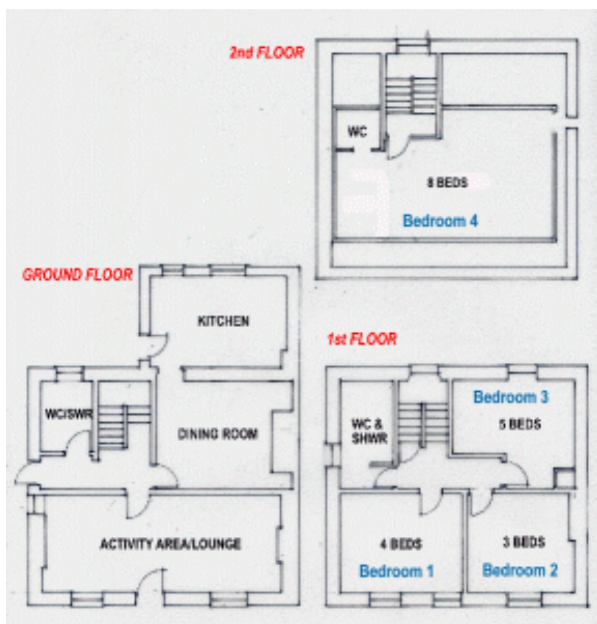 2nd FLOOR
WC
8 BEDS
Bedroom 4
GROUND FLOOR
KITCHEN
WC/SWR
DINING ROOM
ACTIVITY AREA/LOUNGE
1st FLOOR
Bedroom 3
5 BEDS
WC &
SHWR
4 BEDS
Bedroom 1
3 BEDS
Bedroom 2